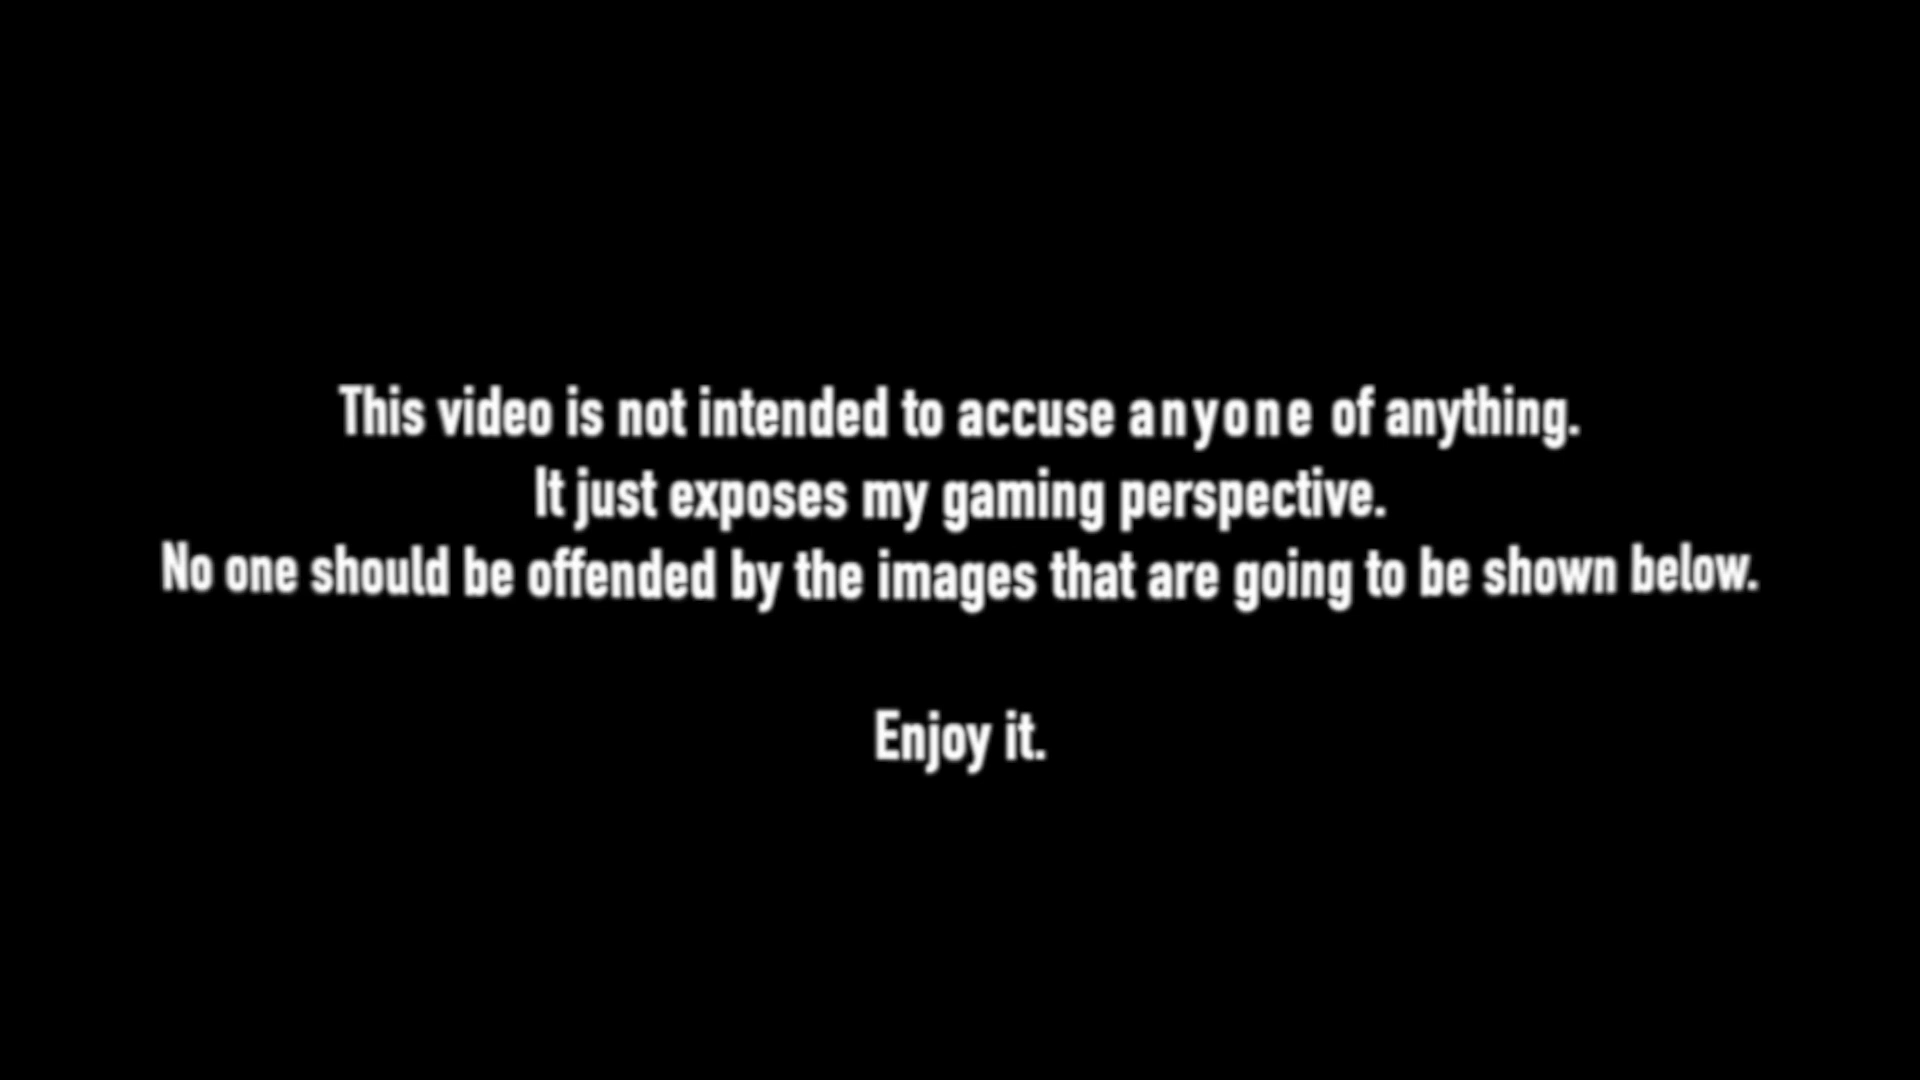 This video is not intended to accuse anyone of anything.
It just exposes my gaming perspective.
No one should be offended by the images that are going to be shown below.
Enjoy it.